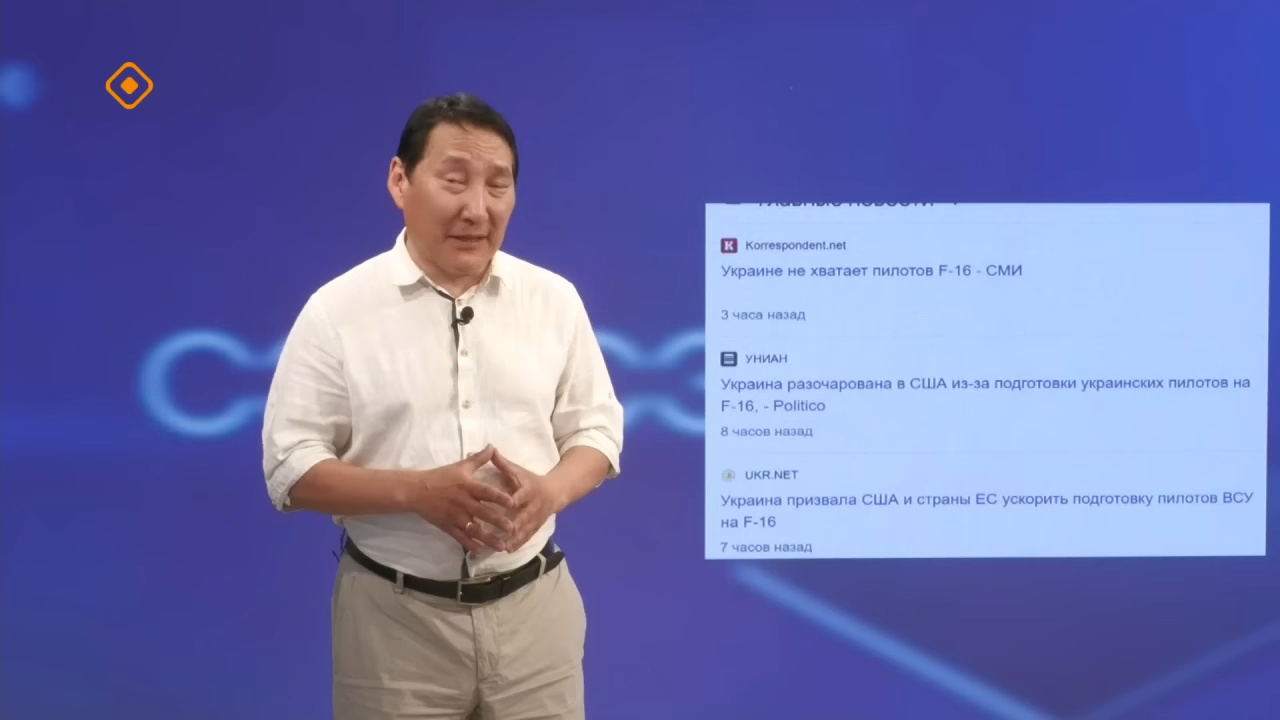 Главные новости
Korrespondent.net
Украине не хватает пилотов F-16 - СМИ
3 часа назад
УНИАН
Украина разочарована в США из-за подготовки украинских пилотов на
F-16, - Politico
8 часов назад
UKR.NET
Украина призвала США и страны ЕС ускорить подготовку пилотов ВСУ
на F-16
7 часов назад